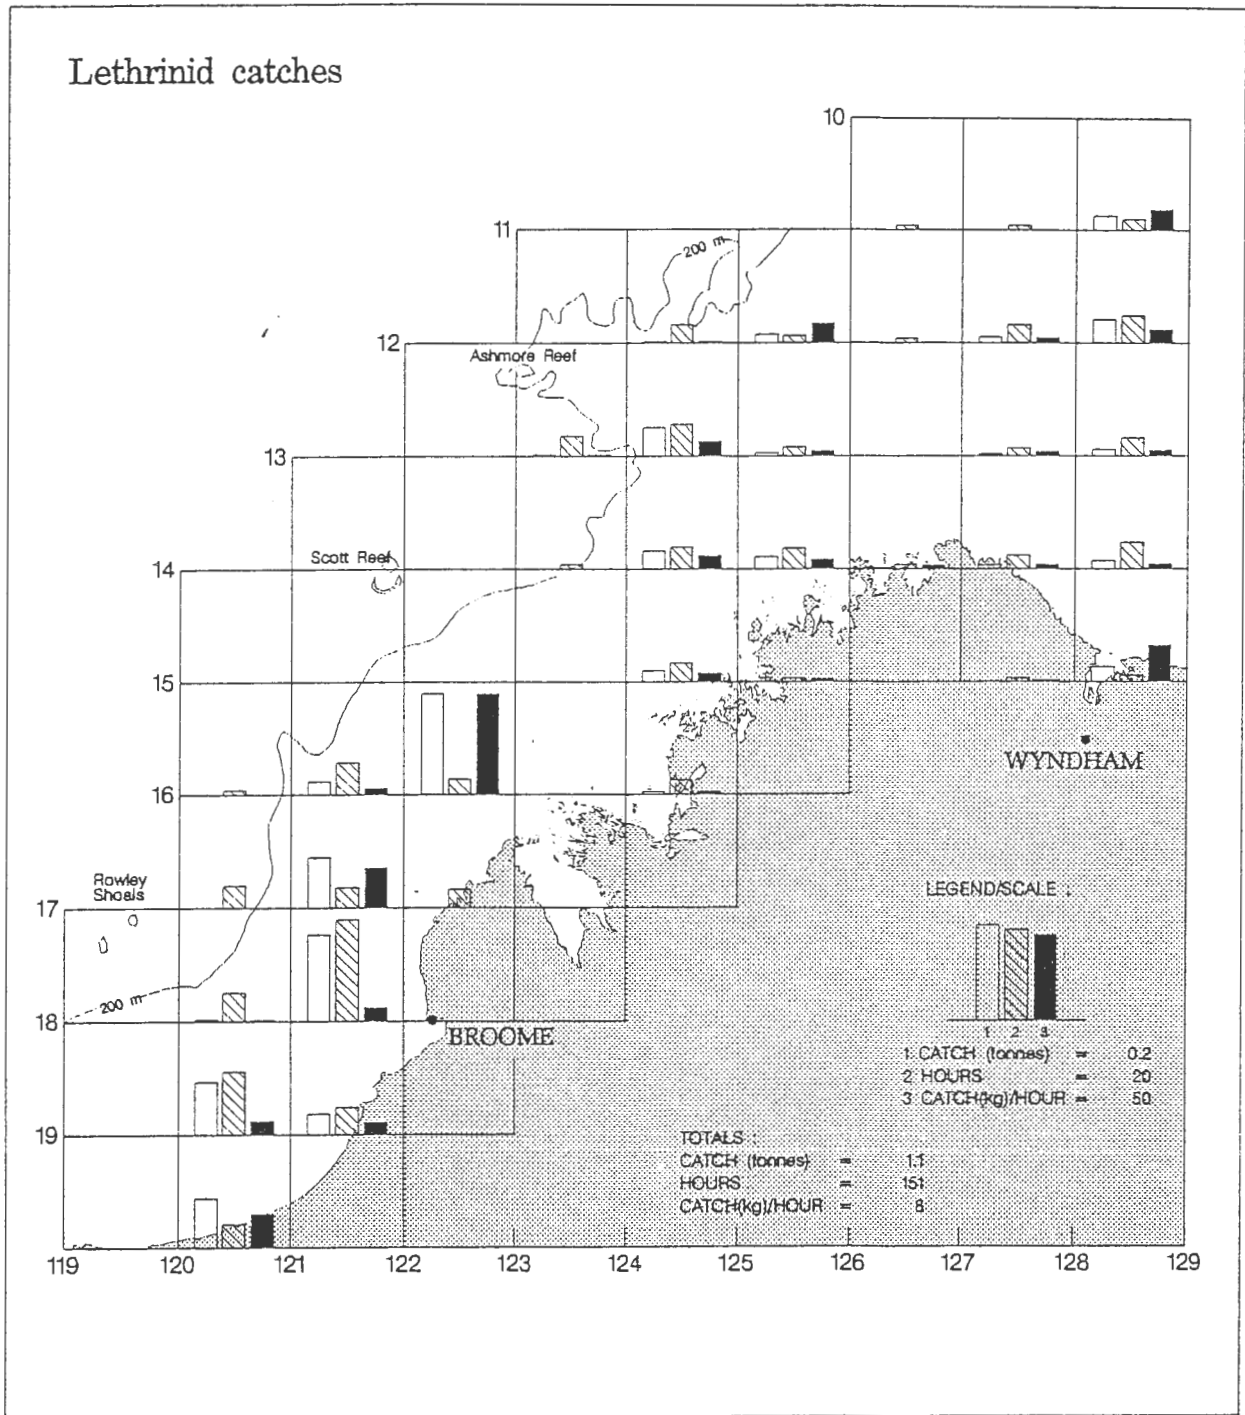 Lethrinid catches
10
11
200 m
12
Ashmore Reef
13
Scott Reef
14
15
WYNDHAM
16
Rowley
Shoals
LEGEND/SCALE :
17
200 m
18
BROOME
1 2 3
1 CATCH (tonnes) = 0.2
2 HOURS = 20
3 CATCH(kg)/HOUR = 50
19
TOTALS :
CATCH (tonnes) = 1.1
HOURS = 151
CATCH(kg)/HOUR = 8
119 120 121 122 123 124 125 126 127 128 129